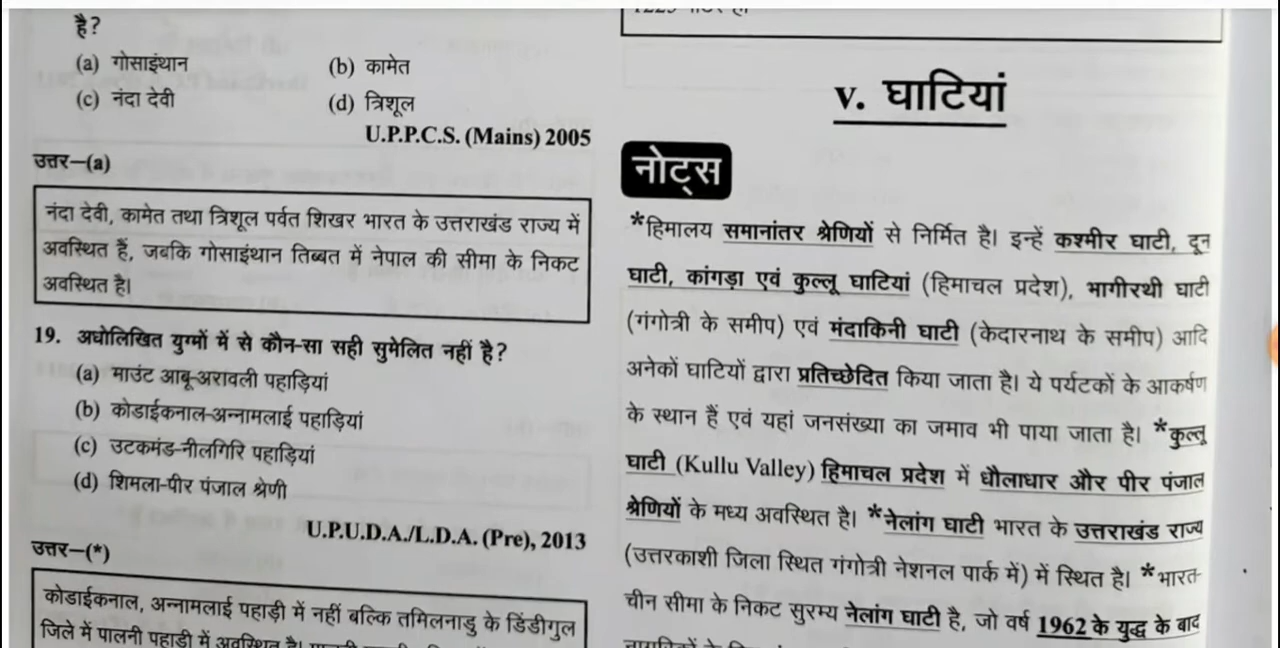 है?
(a) गोसाइंथान (b) कामेत
(c) नंदा देवी (d) त्रिशूल
U.P.P.C.S. (Mains) 2005
उत्तर–(a)
नंदा देवी, कामेत तथा त्रिशूल पर्वत शिखर भारत के उत्तराखंड राज्य में
अवस्थित हैं, जबकि गोसाइंथान तिब्बत में नेपाल की सीमा के निकट
अवस्थित है।
19. अधोलिखित युग्मों में से कौन-सा सही सुमेलित नहीं है?
(a) माउंट आबू-अरावली पहाड़ियां
(b) कोडाईकनाल-अन्नामलाई पहाड़ियां
(c) उटकमंड-नीलगिरि पहाड़ियां
(d) शिमला-पीर पंजाल श्रेणी
U.P.U.D.A./L.D.A. (Pre), 2013
उत्तर–(*)
कोडाईकनाल, अन्नामलाई पहाड़ी में नहीं बल्कि तमिलनाडु के डिंडीगुल
जिले में पालनी पहाड़ी में अवस्थित है।
v. घाटियां
नोट्स
*हिमालय समानांतर श्रेणियों से निर्मित है। इन्हें कश्मीर घाटी, दून
घाटी, कांगड़ा एवं कुल्लू घाटियां (हिमाचल प्रदेश), भागीरथी घाटी
(गंगोत्री के समीप) एवं मंदाकिनी घाटी (केदारनाथ के समीप) आदि
अनेकों घाटियों द्वारा प्रतिच्छेदित किया जाता है। ये पर्यटकों के आकर्षण
के स्थान हैं एवं यहां जनसंख्या का जमाव भी पाया जाता है। *कुल्लू
घाटी (Kullu Valley) हिमाचल प्रदेश में धौलाधार और पीर पंजाल
श्रेणियों के मध्य अवस्थित है। *नेलांग घाटी भारत के उत्तराखंड राज्य
(उत्तरकाशी जिला स्थित गंगोत्री नेशनल पार्क में) में स्थित है। *भारत-
चीन सीमा के निकट सुरम्य नेलांग घाटी है, जो वर्ष 1962 के युद्ध के बाद